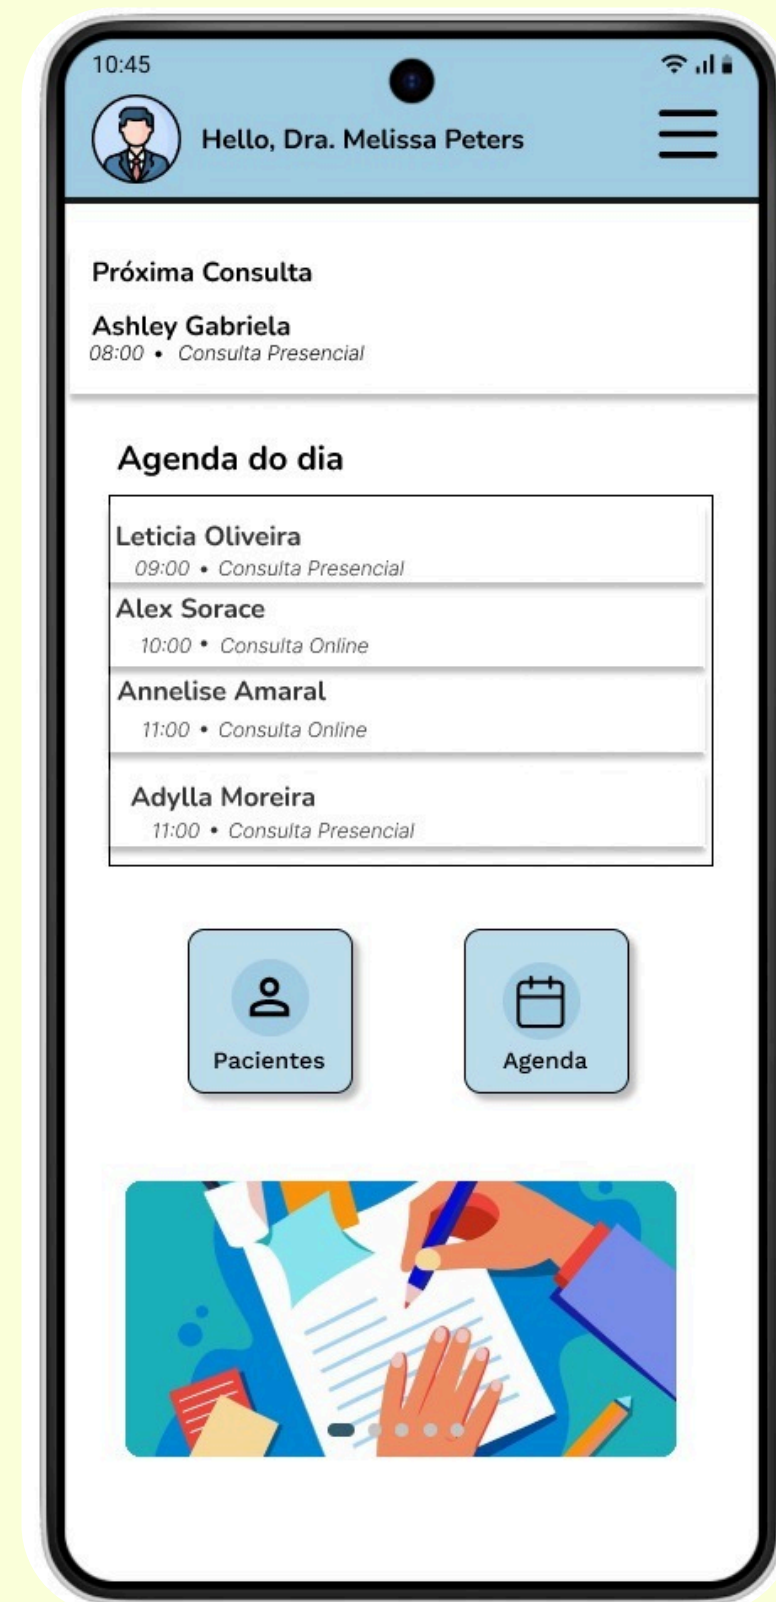 10:45
Hello, Dra. Melissa Peters
Próxima Consulta
Ashley Gabriela
08:00 • Consulta Presencial
Agenda do dia
Leticia Oliveira
09:00 • Consulta Presencial
Alex Sorace
10:00 • Consulta Online
Annelise Amaral
11:00 • Consulta Online
Adylla Moreira
11:00 • Consulta Presencial
Pacientes
Agenda